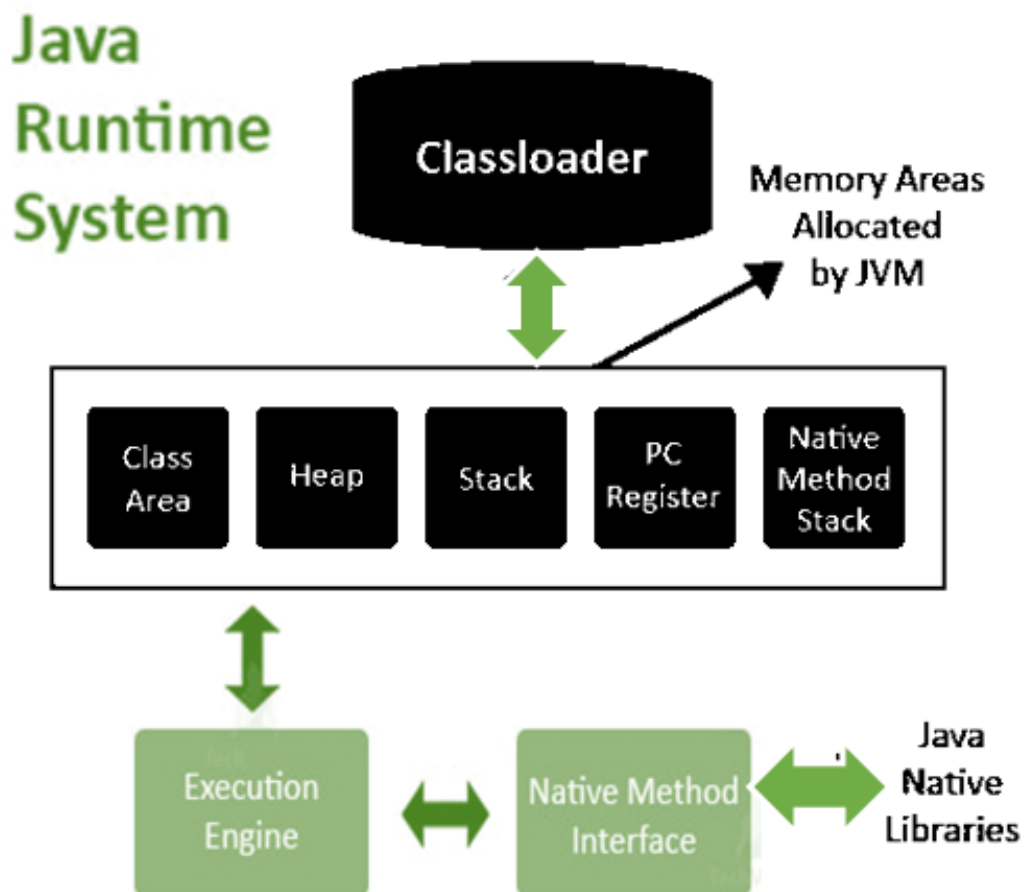 Java
Runtime
System
Classloader
Memory Areas
Allocated
by JVM
Class
Area
Heap
Stack
PC
Register
Native
Method
Stack
Execution
Engine
Native Method
Interface
Java
Native
Libraries